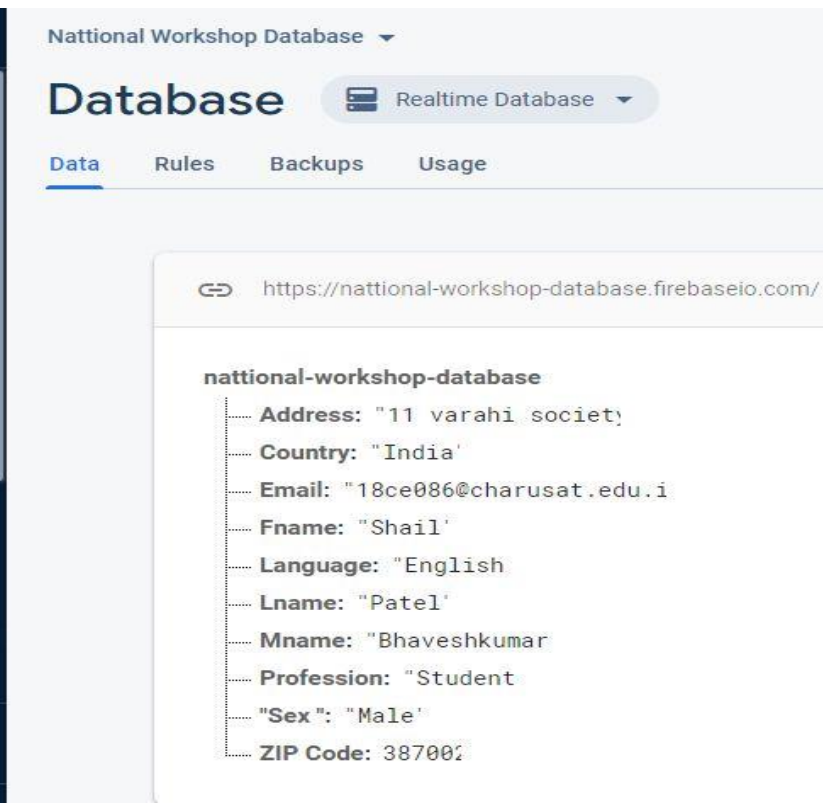 Nattional Workshop Database
Database Realtime Database
Data Rules Backups Usage
https://nattional-workshop-database.firebaseio.com/
nattional-workshop-database
Address: "11 varahi society
Country: "India'
Email: "18ce086@charusat.edu.i
Fname: "Shail'
Language: "English
Lname: "Patel'
Mname: "Bhaveshkumar
Profession: "Student
"Sex ": "Male'
ZIP Code: 387002